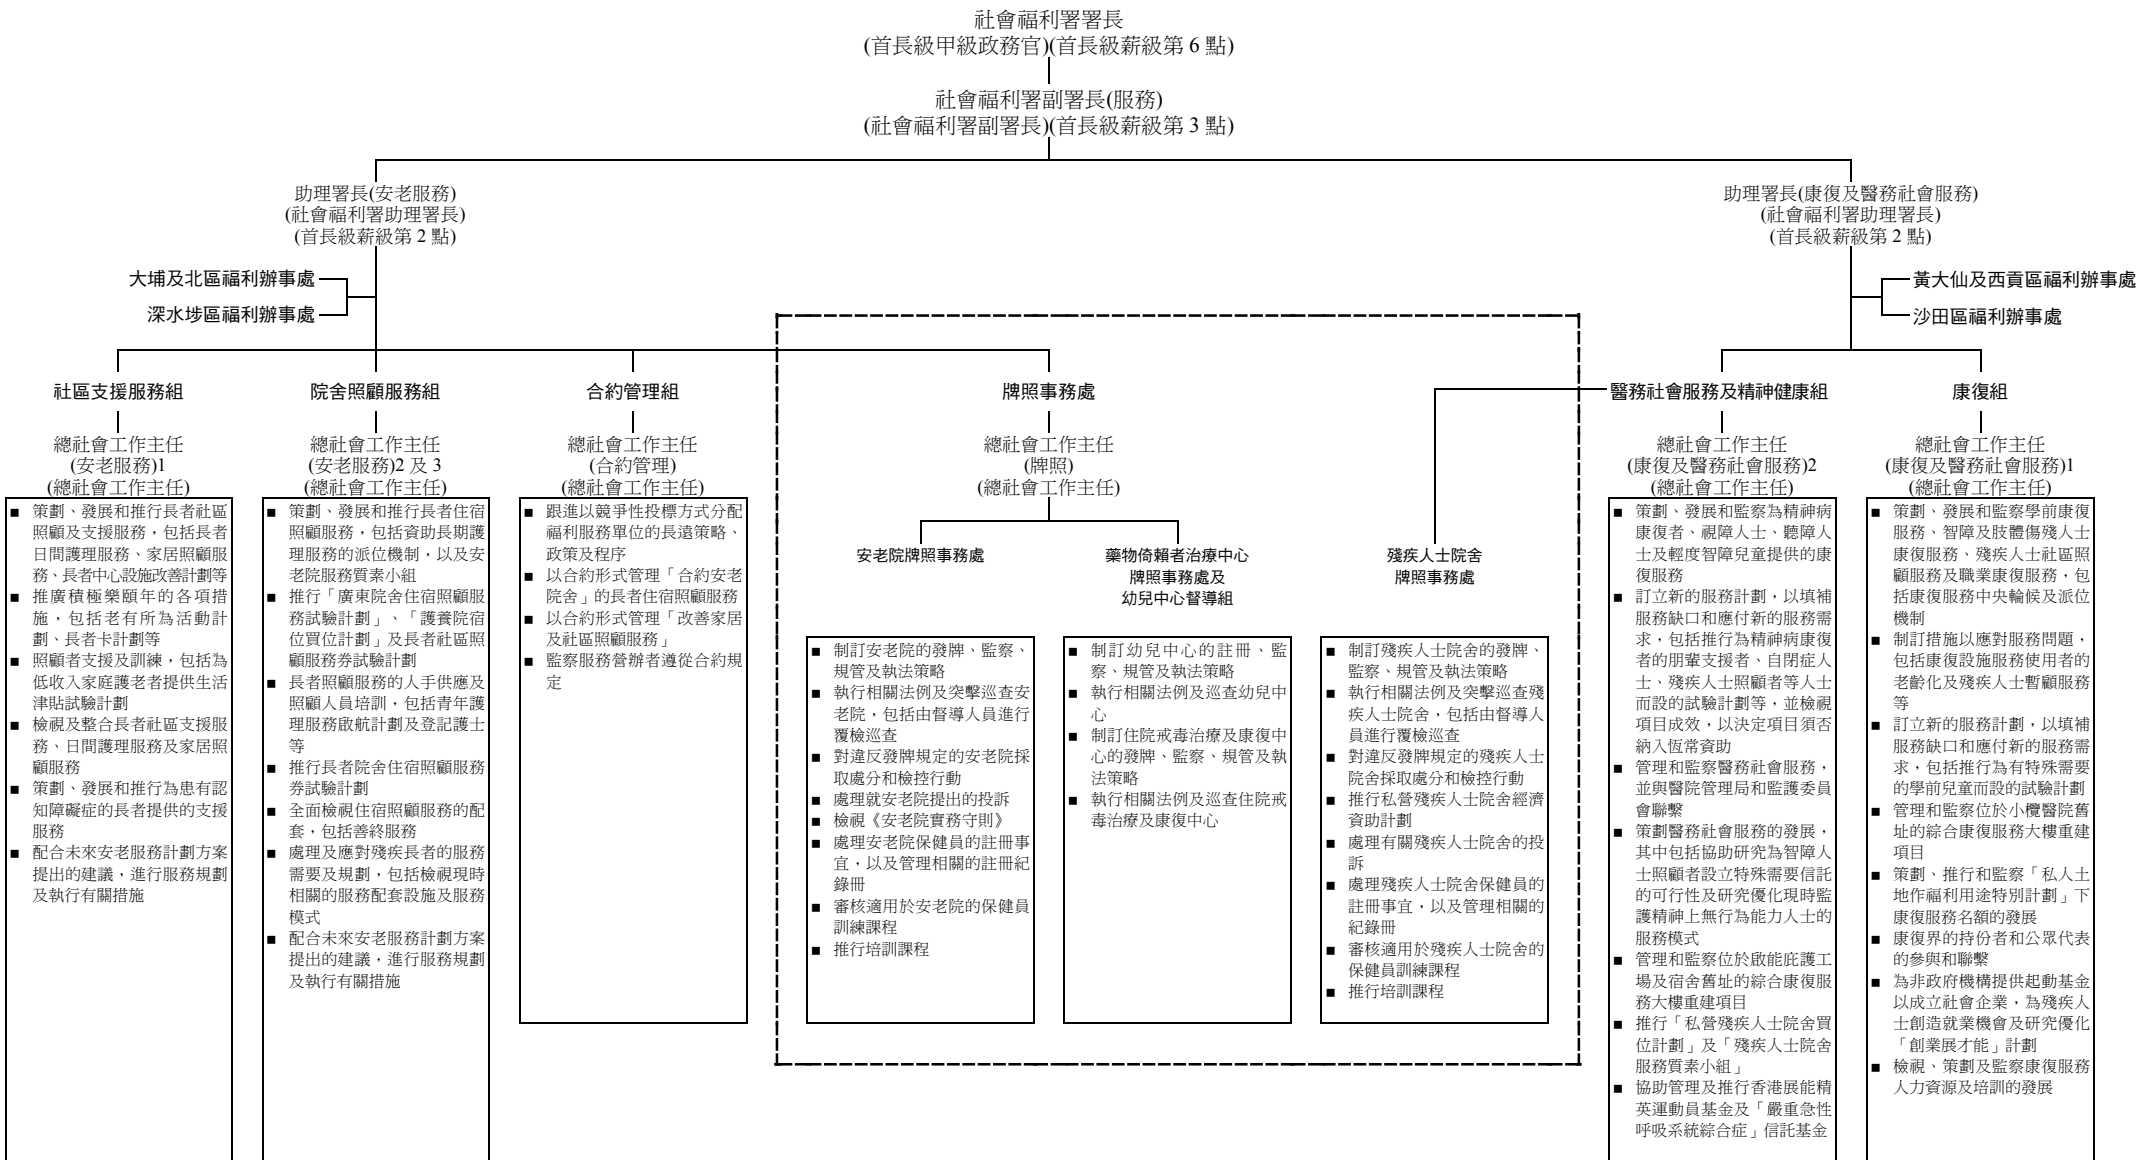 社會福利署署長
(首長級甲級政務官)(首長級薪級第 6 點)
社會福利署副署長(服務)
(社會福利署副署長)(首長級薪級第 3 點)
助理署長(安老服務)
(社會福利署助理署長)
(首長級薪級第 2 點)
大埔及北區福利辦事處
深水埗區福利辦事處
助理署長(康復及醫務社會服務)
(社會福利署助理署長)
(首長級薪級第 2 點)
黃大仙及西貢區福利辦事處
沙田區福利辦事處
社區支援服務組
總社會工作主任
(安老服務)1
(總社會工作主任)
■ 策劃、發展和推行長者社區
照顧及支援服務，包括長者
日間護理服務、家居照顧服
務、長者中心設施改善計劃等
■ 推廣積極樂頤年的各項措
施，包括老有所為活動計
劃、長者卡計劃等
■ 照顧者支援及訓練，包括為
低收入家庭護老者提供生活
津貼試驗計劃
■ 檢視及整合長者社區支援服
務、日間護理服務及家居照
顧服務
■ 策劃、發展和推行為患有認
知障礙症的長者提供的支援
服務
■ 配合未來安老服務計劃方案
提出的建議，進行服務規劃
及執行有關措施
院舍照顧服務組
總社會工作主任
(安老服務)2 及 3
(總社會工作主任)
■ 策劃、發展和推行長者住宿
照顧服務，包括資助長期護
理服務的派位機制，以及安
老院服務質素小組
■ 推行「廣東院舍住宿照顧服
務試驗計劃」、「護養院宿
位買位計劃」及長者社區照
顧服務券試驗計劃
■ 長者照顧服務的人手供應及
照顧人員培訓，包括青年護
理服務啟航計劃及登記護士
等
■ 推行長者院舍住宿照顧服務
券試驗計劃
■ 全面檢視住宿照顧服務的配
套，包括善終服務
■ 處理及應對殘疾長者的服務
需要及規劃，包括檢視現時
相關的服務配套設施及服務
模式
■ 配合未來安老服務計劃方案
提出的建議，進行服務規劃
及執行有關措施
合約管理組
總社會工作主任
(合約管理)
(總社會工作主任)
■ 跟進以競爭性投標方式分配
福利服務單位的長遠策略、
政策及程序
■ 以合約形式管理「合約安老
院舍」的長者住宿照顧服務
■ 以合約形式管理「改善家居
及社區照顧服務」
■ 監察服務營辦者遵從合約規
定
牌照事務處
總社會工作主任
(牌照)
(總社會工作主任)
安老院牌照事務處
■ 制訂安老院的發牌、監察、
規管及執法策略
■ 執行相關法例及突擊巡查安
老院，包括由督導人員進行
覆檢巡查
■ 對違反發牌規定的安老院採
取處分和檢控行動
■ 處理就安老院提出的投訴
■ 檢視《安老院實務守則》
■ 處理安老院保健員的註冊事
宜，以及管理相關的註冊紀
錄冊
■ 審核適用於安老院的保健員
訓練課程
■ 推行培訓課程
藥物倚賴者治療中心
牌照事務處及
幼兒中心督導組
■ 制訂幼兒中心的註冊、監
察、規管及執法策略
■ 執行相關法例及巡查幼兒中
心
■ 制訂住院戒毒治療及康復中
心的發牌、監察、規管及執
法策略
■ 執行相關法例及巡查住院戒
毒治療及康復中心
殘疾人士院舍
牌照事務處
■ 制訂殘疾人士院舍的發牌、
監察、規管及執法策略
■ 執行相關法例及突擊巡查殘
疾人士院舍，包括由督導人
員進行覆檢巡查
■ 對違反發牌規定的殘疾人士
院舍採取處分和檢控行動
■ 推行私營殘疾人士院舍經濟
資助計劃
■ 處理有關殘疾人士院舍的投
訴
■ 處理殘疾人士院舍保健員的
註冊事宜，以及管理相關的
紀錄冊
■ 審核適用於殘疾人士院舍的
保健員訓練課程
■ 推行培訓課程
醫務社會服務及精神健康組
總社會工作主任
(康復及醫務社會服務)2
(總社會工作主任)
■ 策劃、發展和監察為精神病
康復者、視障人士、聽障人
士及輕度智障兒童提供的康
復服務
■ 訂立新的服務計劃，以填補
服務缺口和應付新的服務需
求，包括推行為精神病康復
者的朋輩支援者、自閉症人
士、殘疾人士照顧者等人士
而設的試驗計劃等，並檢視
項目成效，以決定項目須否
納入恆常資助
■ 管理和監察醫務社會服務，
並與醫院管理局和監護委員
會聯繫
■ 策劃醫務社會服務的發展，
其中包括協助研究為智障人
士照顧者設立特殊需要信託
的可行性及研究優化現時監
護精神上無行為能力人士的
服務模式
■ 管理和監察位於啟能庇護工
場及宿舍舊址的綜合康復服
務大樓重建項目
■ 推行「私營殘疾人士院舍買
位計劃」及「殘疾人士院舍
服務質素小組」
■ 協助管理及推行香港展能精
英運動員基金及「嚴重急性
呼吸系統綜合症」信託基金
康復組
總社會工作主任
(康復及醫務社會服務)1
(總社會工作主任)
■ 策劃、發展和監察學前康復
服務、智障及肢體傷殘人士
康復服務、殘疾人士社區照
顧服務及職業康復服務，包
括康復服務中央輪候及派位
機制
■ 制訂措施以應對服務問題，
包括康復設施服務使用者的
老齡化及殘疾人士暫顧服務
等
■ 訂立新的服務計劃，以填補
服務缺口和應付新的服務需
求，包括推行為有特殊需要
的學前兒童而設的試驗計劃
■ 管理和監察位於小欖醫院舊
址的綜合康復服務大樓重建
項目
■ 策劃、推行和監察「私人土
地作福利用途特別計劃」下
康復服務名額的發展
■ 康復界的持份者和公眾代表
的參與和聯繫
■ 為非政府機構提供起動基金
以成立社會企業，為殘疾人
士創造就業機會及研究優化
「創業展才能」計劃
■ 檢視、策劃及監察康復服務
人力資源及培訓的發展